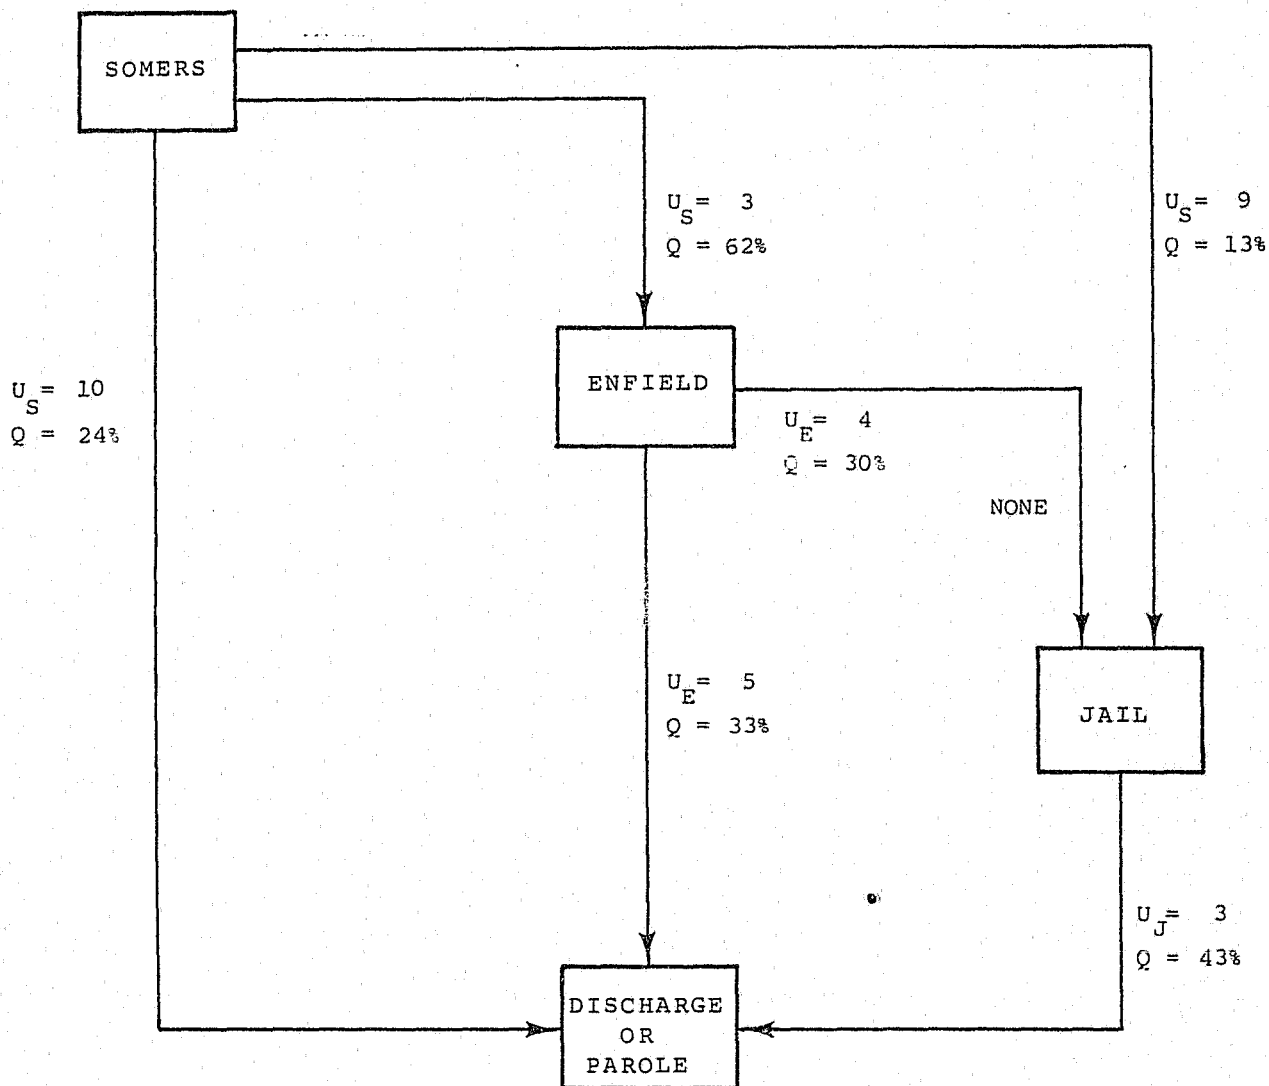 SOMERS
U_S= 3
Q = 62%
U_S= 9
Q = 13%
ENFIELD
U_S= 10
Q = 24%
U_E= 4
Q = 30%
NONE
U_E= 5
Q = 33%
JAIL
U_J= 3
Q = 43%
DISCHARGE
OR
PAROLE